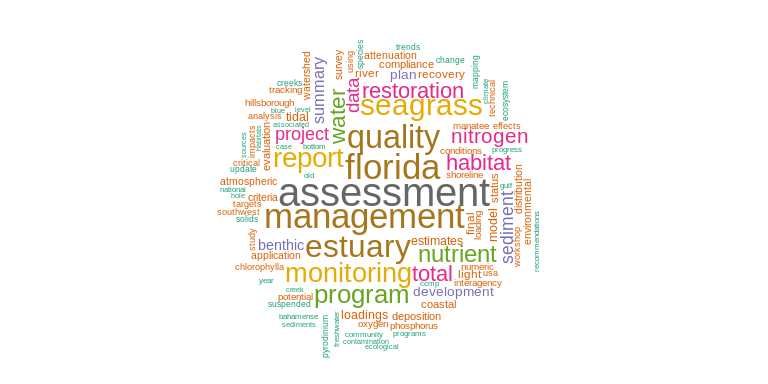 trends
species
using
survey
attenuation
change
watershed
summary
compliance
mapping
creeks
river
plan
recovery
climate
technical
ecosystem
tracking
data
restoration
hillsborough
blue
level
tidal
water
seagrass
analysis
associated
manatee
effects
project
quality
nitrogen
sources
impacts
habitats
evaluation
case
bottom
conditions
progress
critical
report
florida
habitat
update
old
shoreline
status
gulf
atmospheric
national
hole
criteria
assessment
distribution
environmental
targets
southwest
solids
management
final
loading
model
sediment
workshop
recommendations
study
benthic
estuary
estimates
application
nutrient
chlorophylla
monitoring
total
light
numeric
usa
year
creek
program
ccmp
interagency
potential
development
suspended
coastal
bahamense
sediments
pyrodinium
freshwater
loadings
deposition
oxygen
phosphorus
community
programs
contamination
ecological